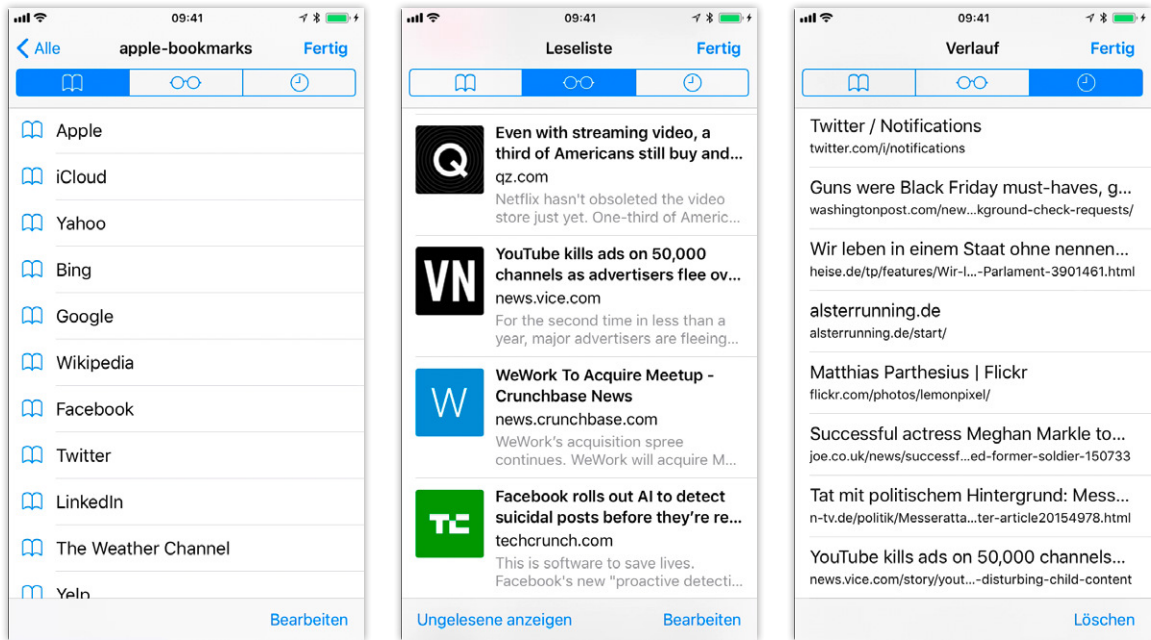 09:41
Alle apple-bookmarks Fertig
Apple
iCloud
Yahoo
Bing
Google
Wikipedia
Facebook
Twitter
LinkedIn
The Weather Channel
Yelp
Bearbeiten
09:41
Leseliste Fertig
Q
Even with streaming video, a
third of Americans still buy and...
qz.com
Netflix hasn't obsoleted the video
store just yet. One-third of Americ...
VN
YouTube kills ads on 50,000
channels as advertisers flee ov...
news.vice.com
For the second time in less than a
year, major advertisers are fleeing...
W
WeWork To Acquire Meetup -
Crunchbase News
news.crunchbase.com
WeWork's acquisition spree
continues. WeWork will acquire M...
TC
Facebook rolls out AI to detect
suicidal posts before they’re re...
techcrunch.com
This is software to save lives.
Facebook's new "proactive detecti...
Ungelesene anzeigen Bearbeiten
09:41
Verlauf Fertig
Twitter / Notifications
twitter.com/i/notifications
Guns were Black Friday must-haves, g...
washingtonpost.com/new...kground-check-requests/
Wir leben in einem Staat ohne nennen...
heise.de/tp/features/Wir-l...-Parlament-3901461.html
alsterrunning.de
alsterrunning.de/start/
Matthias Parthesius | Flickr
flickr.com/photos/lemonpixel/
Successful actress Meghan Markle to...
joe.co.uk/news/successf...ed-former-soldier-150733
Tat mit politischem Hintergrund: Mess...
n-tv.de/politik/Messeratta...ter-article20154978.html
YouTube kills ads on 50,000 channels...
news.vice.com/story/yout...-disturbing-child-content
Löschen